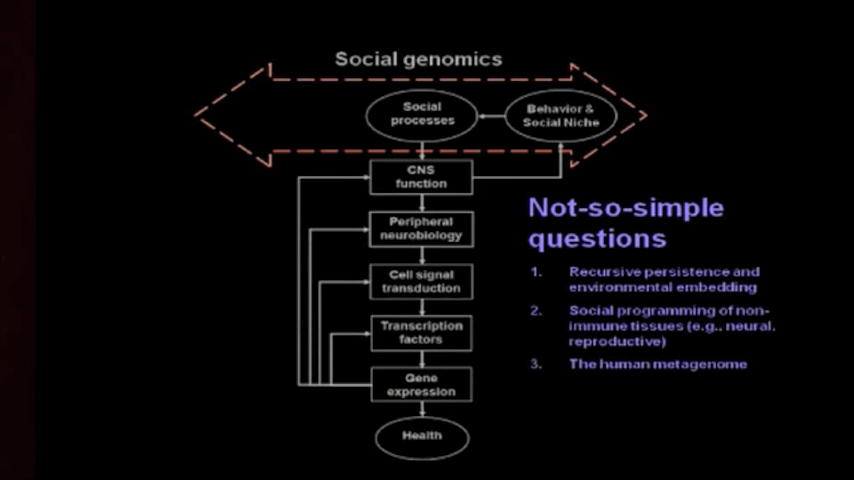 Social genomics
Social
processes
Behavior &
Social Niche
CNS
function
Peripheral
neurobiology
Cell signal
transduction
Transcription
factors
Gene
expression
Health
Not-so-simple
questions
1. Recursive persistence and
environmental embedding
2. Social programming of non-
immune tissues (e.g., neural,
reproductive)
3. The human metagenome